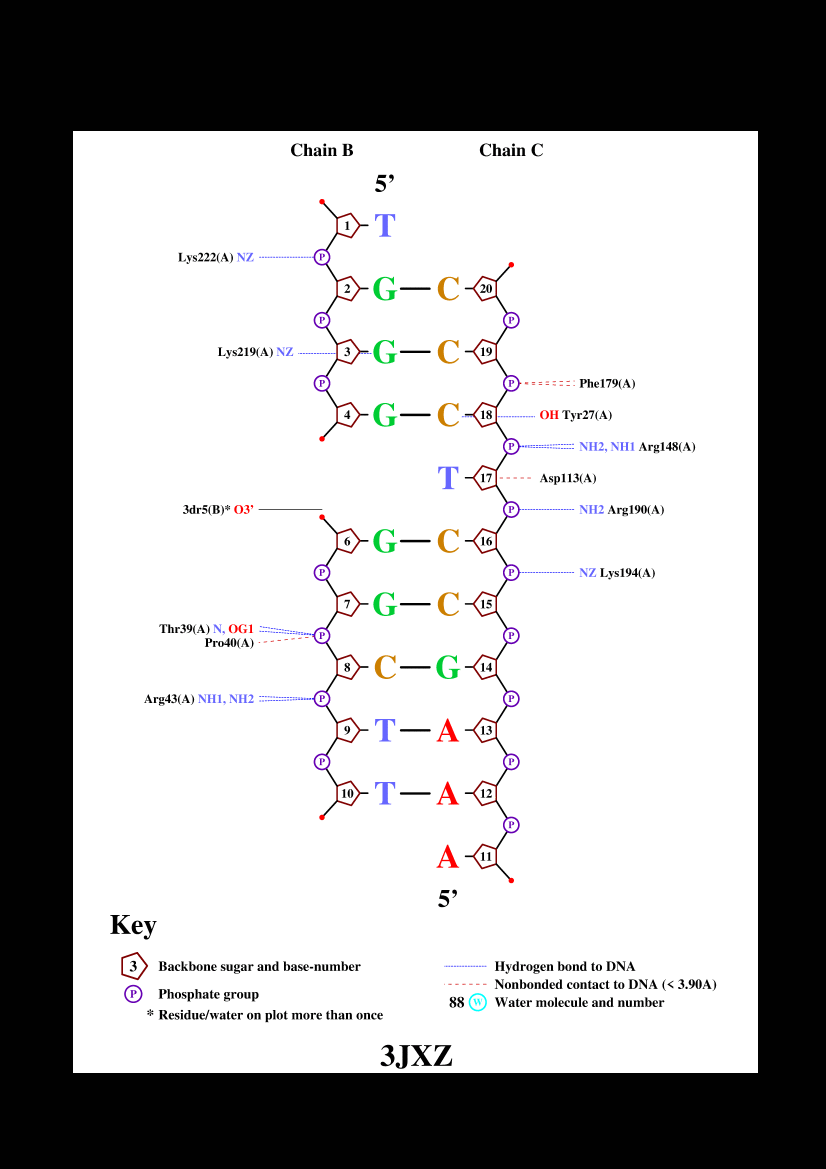 Chain B Chain C
5’
1 T
Lys222(A) NZ P
2 G C 20
P P
Lys219(A) NZ 3 G C 19
P P Phe179(A)
4 G C 18 OH Tyr27(A)
P NH2, NH1 Arg148(A)
T 17 Asp113(A)
3dr5(B)* O3’ P NH2 Arg190(A)
6 G C 16
P P NZ Lys194(A)
7 G C 15
Thr39(A) N, OG1 P P
Pro40(A)
8 C G 14
Arg43(A) NH1, NH2 P P
9 T A 13
P P
10 T A 12
P
A 11
5’
Key
3 Backbone sugar and base-number
P Phosphate group
* Residue/water on plot more than once
Hydrogen bond to DNA
Nonbonded contact to DNA (< 3.90A)
88 W Water molecule and number
3JXZ